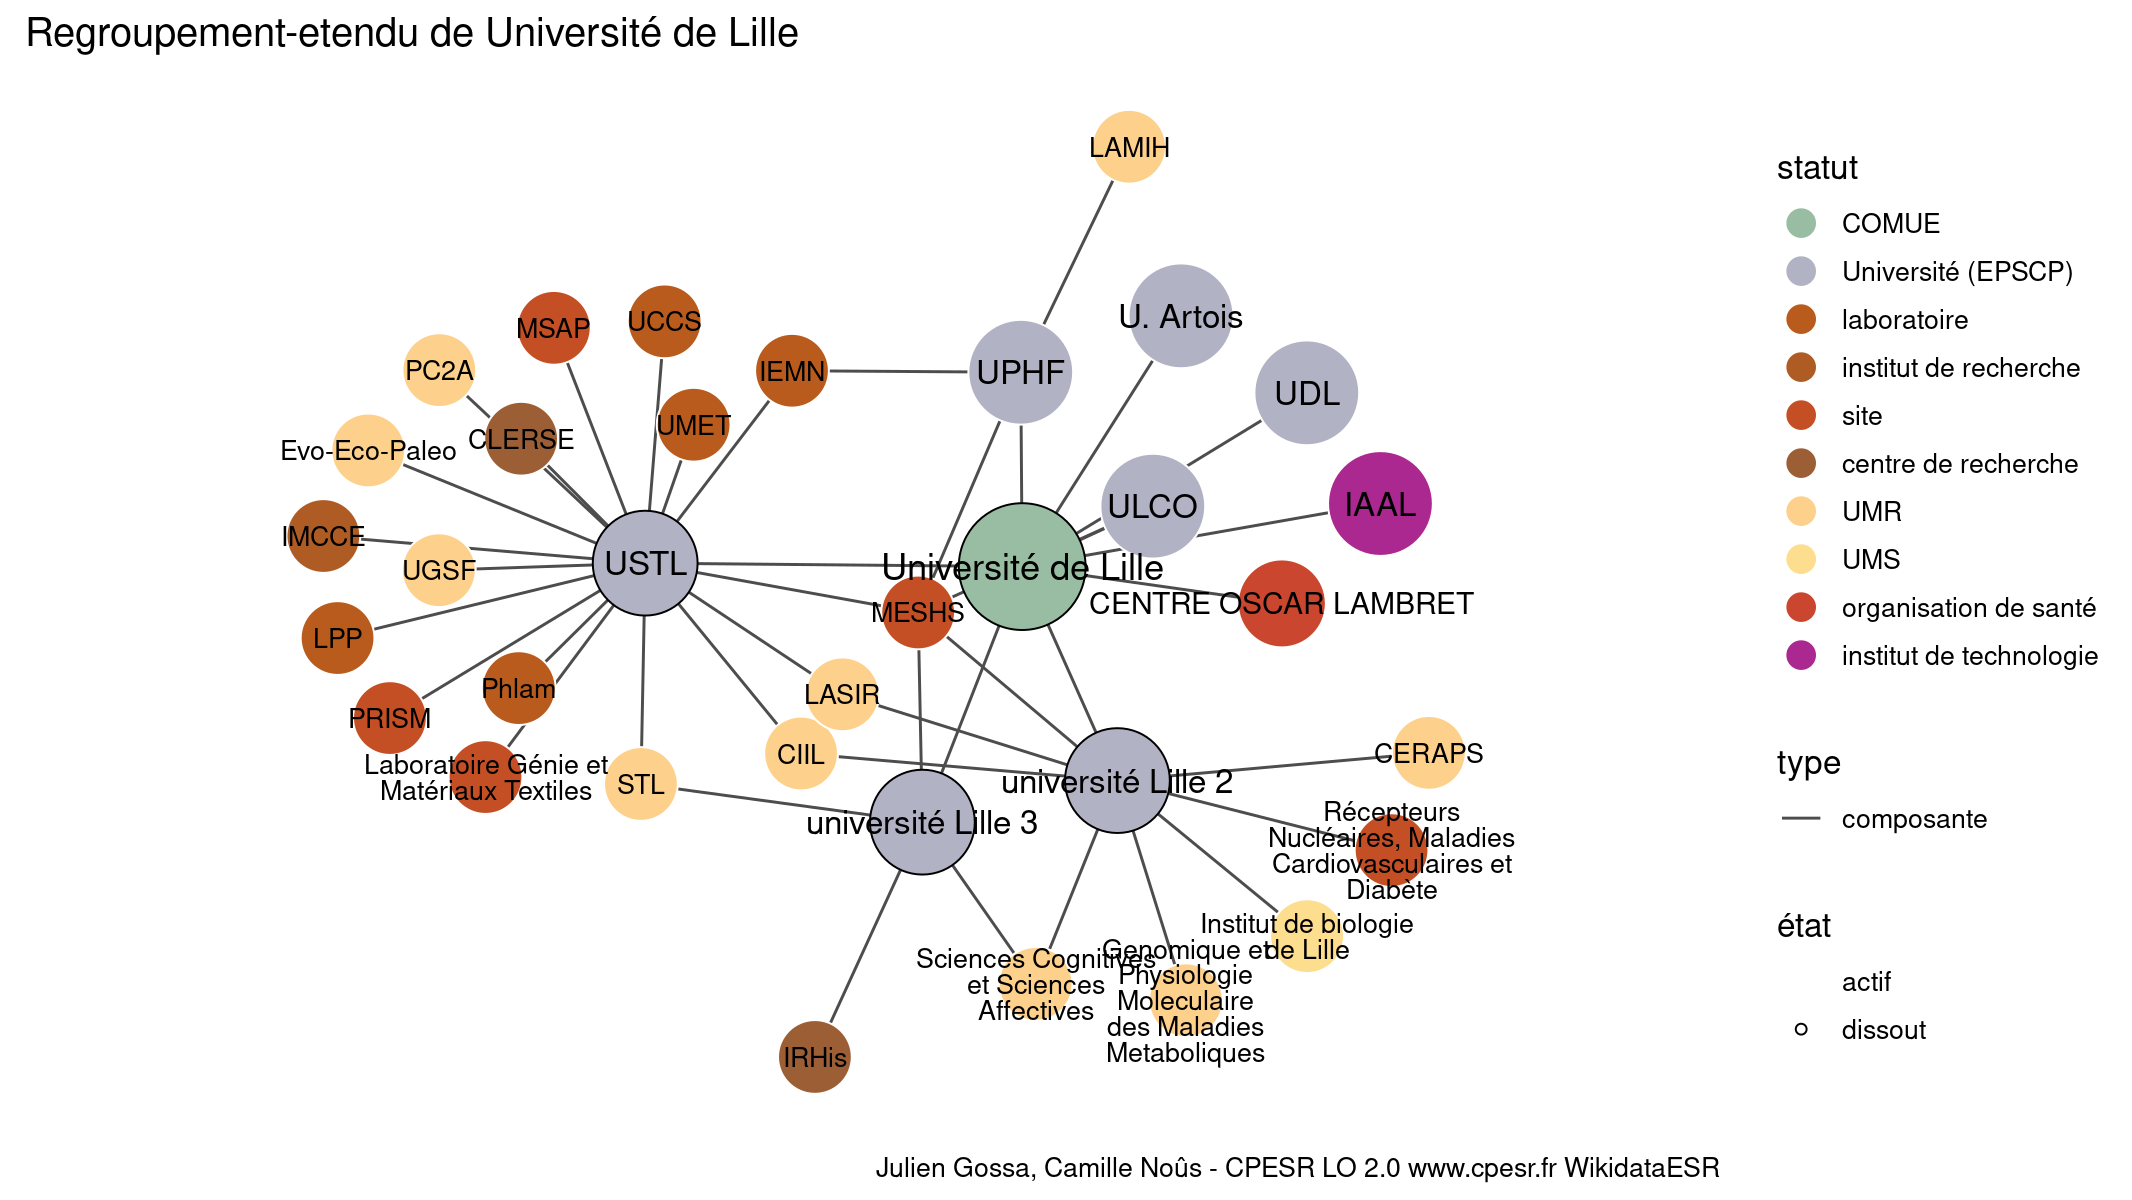 Regroupement-etendu de Université de Lille
LAMIH
MSAP
UCCS
U. Artois
PC2A
IEMN
UPHF
UDL
Evo-Eco-Paleo
CLERSE
UMET
IMCCE
UGSF
USTL
ULCO
IAAL
Université de Lille
LPP
MESHS
CENTRE OSCAR LAMBRET
PRISM
Phlam
LASIR
Laboratoire Génie et
Matériaux Textiles
STL
CIIL
université Lille 2
CERAPS
université Lille 3
Récepteurs
Nucléaires, Maladies
Cardiovasculaires et
Diabète
Institut de biologie
de Lille
Sciences Cognitives
et Sciences
Affectives
Genomique et
Physiologie
Moleculaire
des Maladies
Metaboliques
IRHis
statut
COMUE
Université (EPSCP)
laboratoire
institut de recherche
site
centre de recherche
UMR
UMS
organisation de santé
institut de technologie
type
composante
état
actif
dissout
Julien Gossa, Camille Noûs - CPESR LO 2.0 www.cpesr.fr WikidataESR